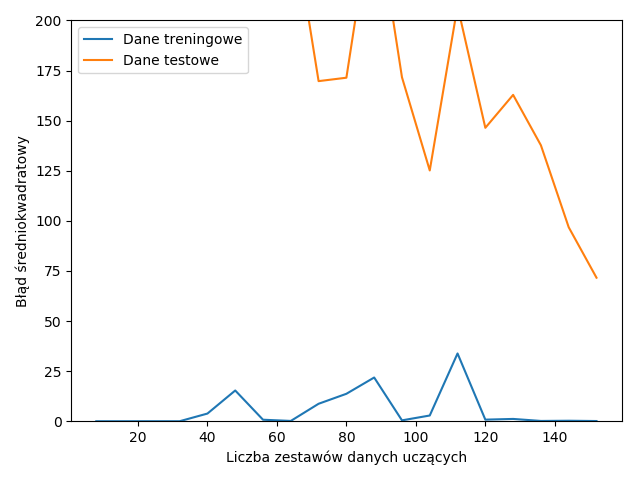 200
175
150
125
100
75
50
25
0
Błąd średniokwadratowy
Dane treningowe
Dane testowe
20 40 60 80 100 120 140
Liczba zestawów danych uczących